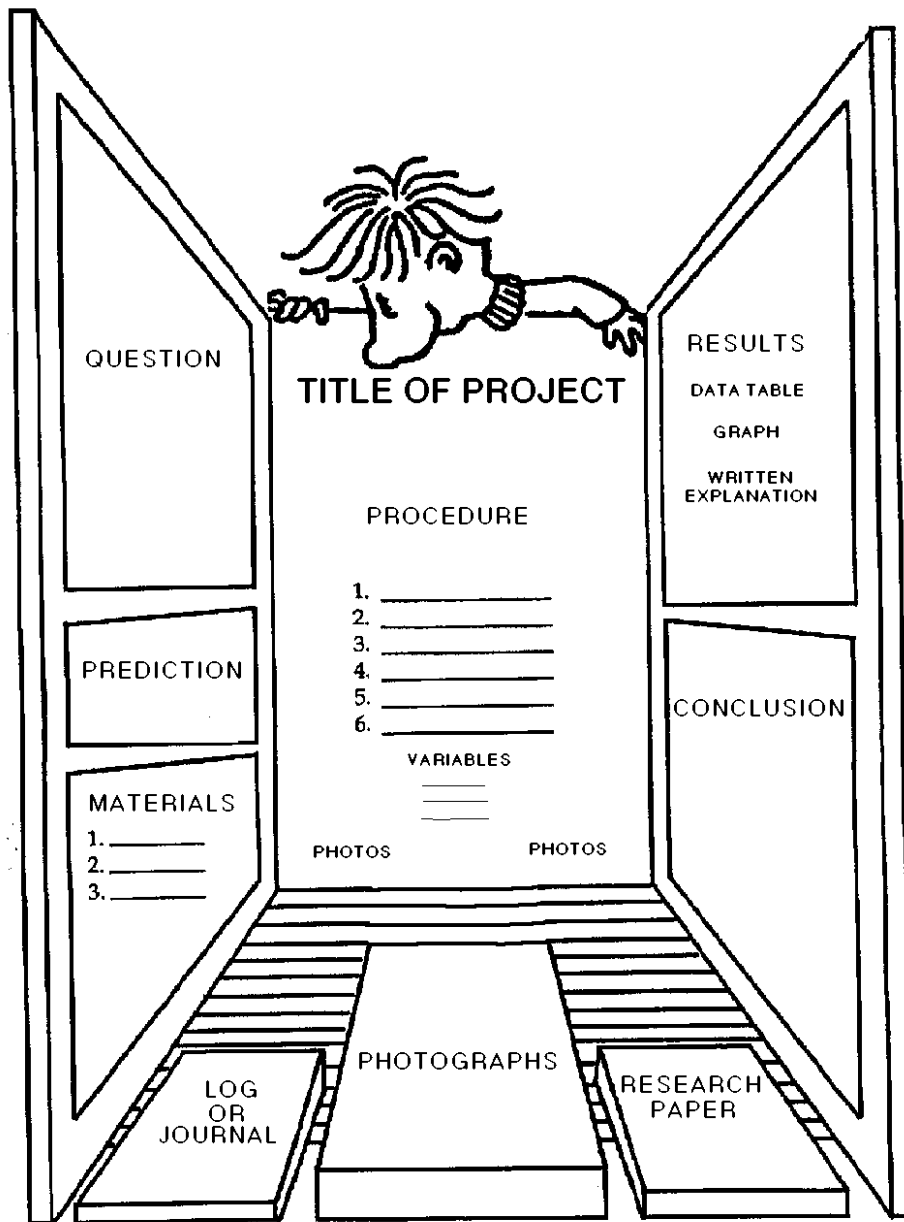 QUESTION
PREDICTION
MATERIALS
1.
2.
3.
TITLE OF PROJECT
PROCEDURE
1.
2.
3.
4.
5.
6.
VARIABLES
PHOTOS PHOTOS
RESULTS
DATA TABLE
GRAPH
WRITTEN
EXPLANATION
CONCLUSION
LOG
OR
JOURNAL
PHOTOGRAPHS
RESEARCH
PAPER